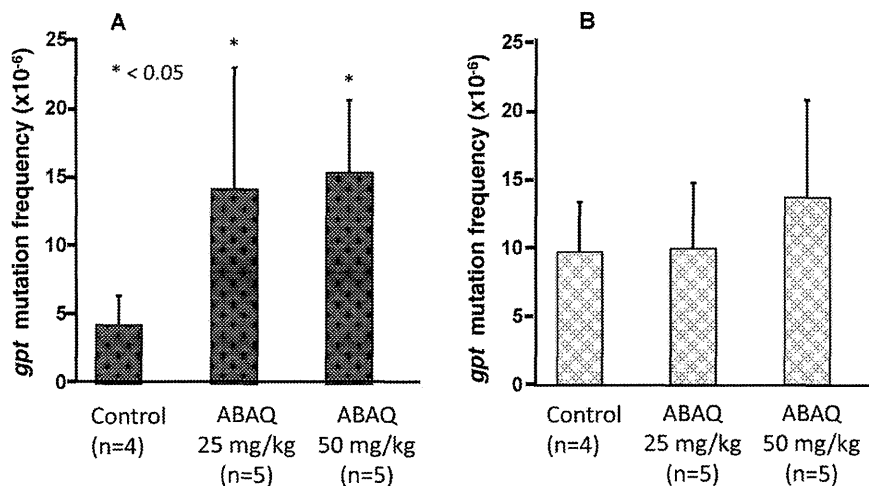 A
gpt mutation frequency (x10-6)
25
20
15
10
5
0
* < 0.05
*
*
Control
(n=4)
ABAQ
25 mg/kg
(n=5)
ABAQ
50 mg/kg
(n=5)
B
gpt mutation frequency (x10-6)
25
20
15
10
5
0
Control
(n=4)
ABAQ
25 mg/kg
(n=5)
ABAQ
50 mg/kg
(n=5)